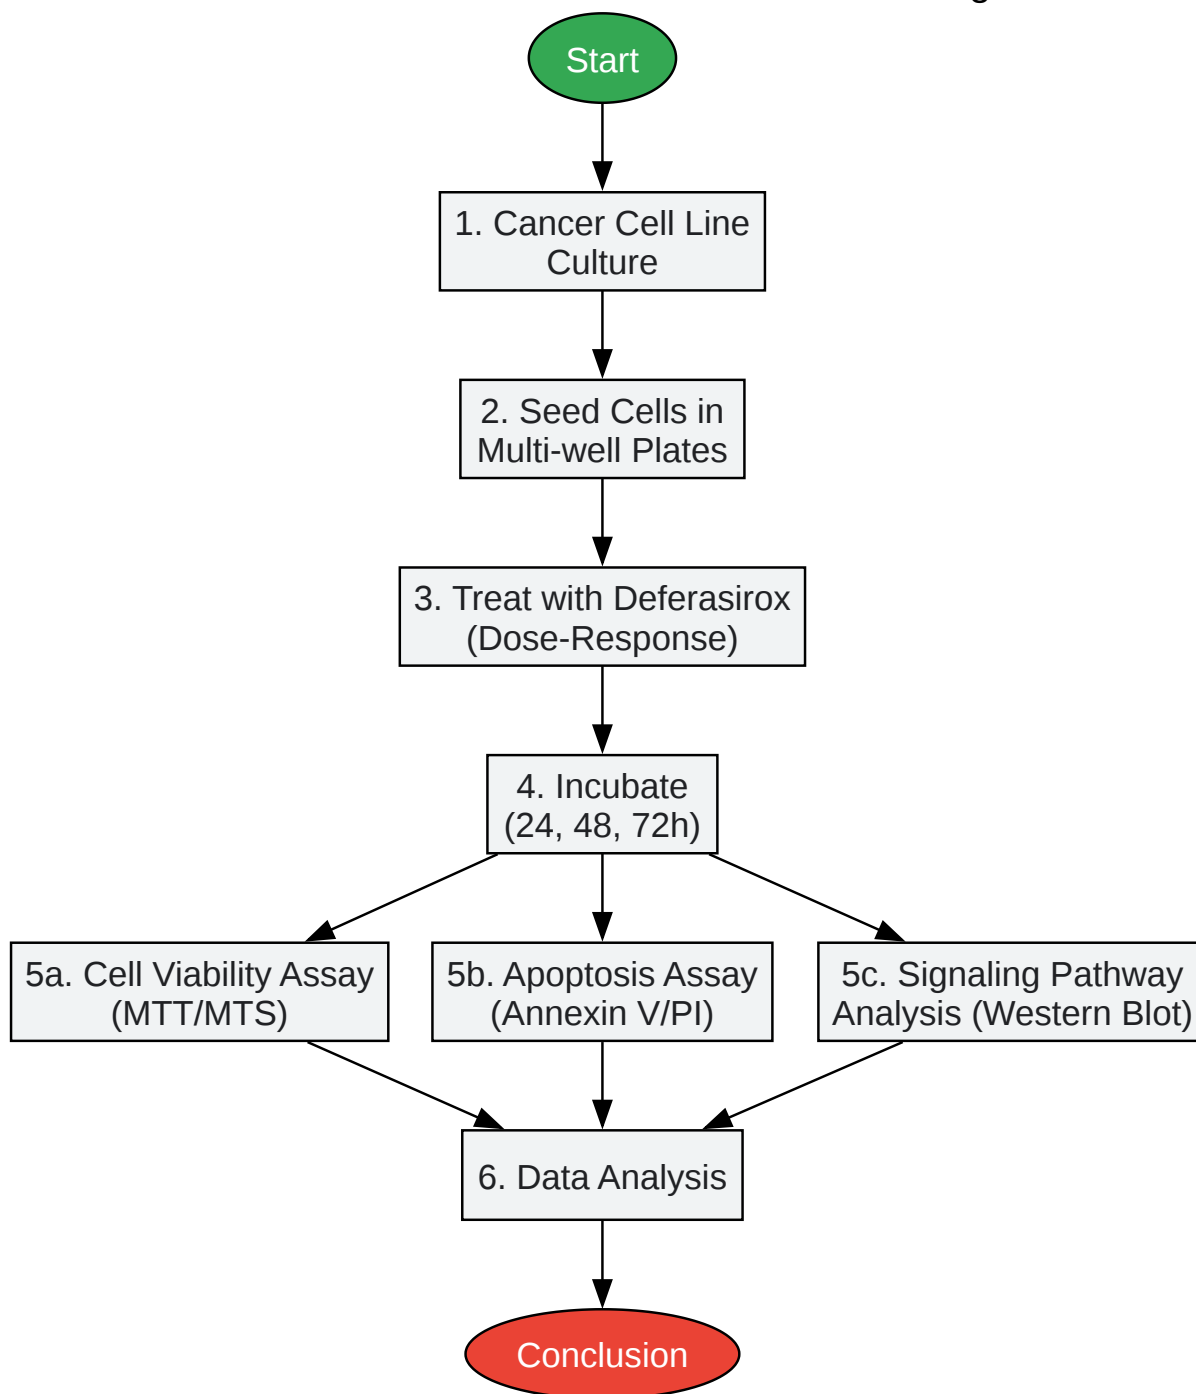 Start
1. Cancer Cell Line
Culture
2. Seed Cells in
Multi-well Plates
3. Treat with Deferasirox
(Dose-Response)
4. Incubate
(24, 48, 72h)
5a. Cell Viability Assay
(MTT/MTS)
5b. Apoptosis Assay
(Annexin V/PI)
5c. Signaling Pathway
Analysis (Western Blot)
6. Data Analysis
Conclusion